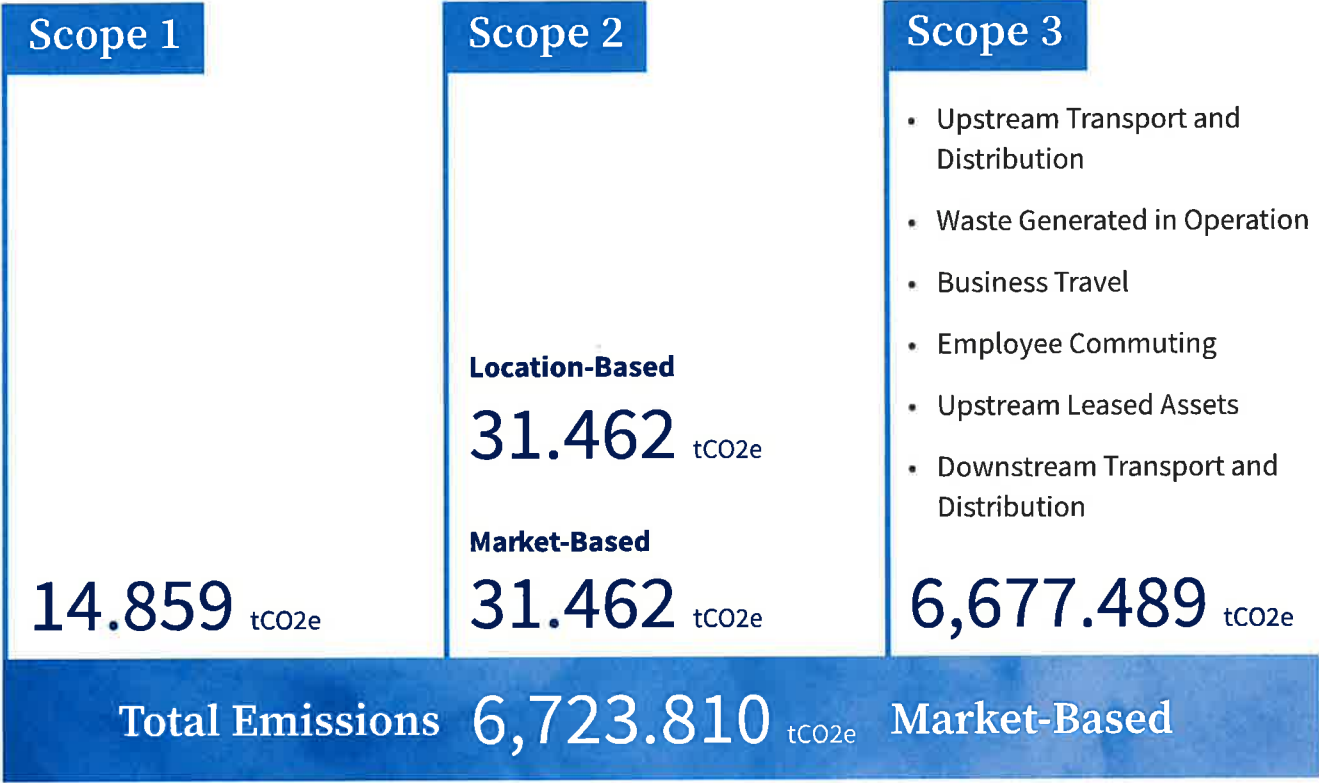 Scope 1
14.859 tCO2e
Scope 2
Location-Based
31.462 tCO2e
Market-Based
31.462 tCO2e
Scope 3
• Upstream Transport and
Distribution
• Waste Generated in Operation
• Business Travel
• Employee Commuting
• Upstream Leased Assets
• Downstream Transport and
Distribution
6,677.489 tCO2e
Total Emissions 6,723.810 tCO2e Market-Based